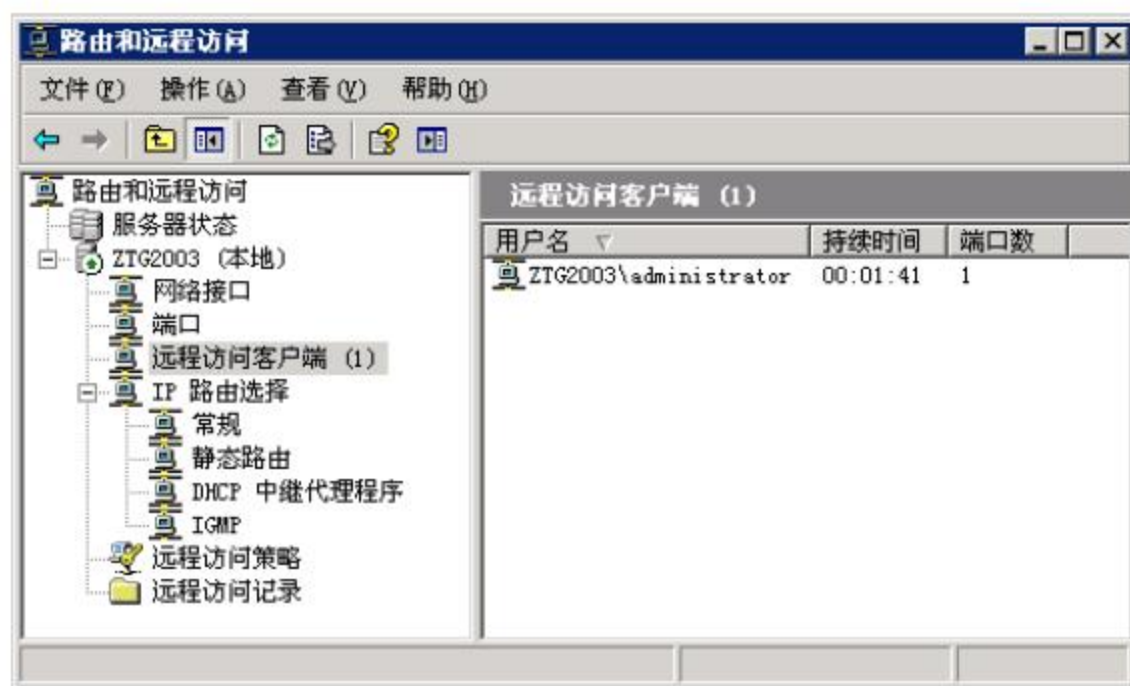 路由和远程访问
文件(F) 操作(A) 查看(V) 帮助(H)
路由和远程访问
服务器状态
ZTG2003 (本地)
网络接口
端口
远程访问客户端 (1)
IP 路由选择
常规
静态路由
DHCP 中继代理程序
IGMP
远程访问策略
远程访问记录
远程访问客户端 (1)
用户名 持续时间 端口数
ZTG2003\administrator 00:01:41 1